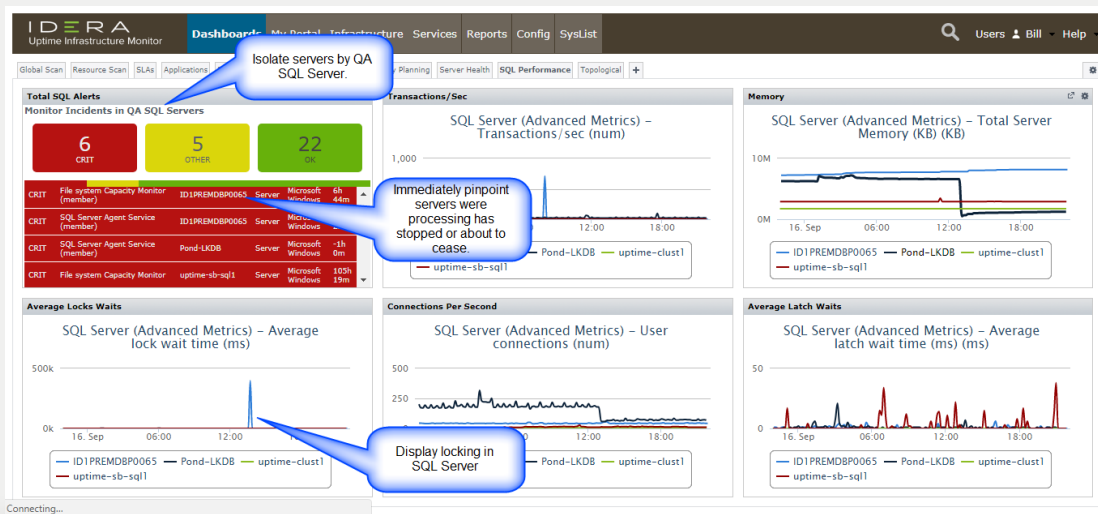 IDERA
Uptime Infrastructure Monitor
Dashboards My Portal Infrastructure Services Reports Config SysList
Users Bill Help
Isolate servers by QA
SQL Server.
Global Scan Resource Scan SLAs Applications Planning Server Health SQL Performance Topological +
Total SQL Alerts
Monitor Incidents in QA SQL Servers
6
CRIT
5
OTHER
22
OK
CRIT File system Capacity Monitor (member) ID1PREMDBP0065 Server Microsoft Windows 6h 44m
CRIT SQL Server Agent Service (member) ID1PREMDBP0065 Server Windows
CRIT SQL Server Agent Service (member) Pond-LKDB Server Microsoft Windows -1h 0m
CRIT File system Capacity Monitor uptime-sb-sql1 Server Microsoft Windows 105h 19m
Immediately pinpoint
servers were
processing has
stopped or about to
cease.
Transactions/Sec
SQL Server (Advanced Metrics) -
Transactions/sec (num)
1,000
12:00 18:00
Pond-LKDB uptime-clust1
uptime-sb-sql1
Memory
SQL Server (Advanced Metrics) - Total Server
Memory (KB) (KB)
10M
0M
16. Sep 06:00 12:00 18:00
ID1PREMDBP0065 Pond-LKDB uptime-clust1
uptime-sb-sql1
Average Locks Waits
SQL Server (Advanced Metrics) - Average
lock wait time (ms)
500k
0k
16. Sep 06:00 12:00
ID1PREMDBP0065 Pond-LKDB uptime-clust1
uptime-sb-sql1
Display locking in
SQL Server
Connections Per Second
SQL Server (Advanced Metrics) - User
connections (num)
500
250
12:00 18:00
Pond-LKDB uptime-clust1
Average Latch Waits
SQL Server (Advanced Metrics) - Average
latch wait time (ms) (ms)
50
0
16. Sep 06:00 12:00 18:00
ID1PREMDBP0065 Pond-LKDB uptime-clust1
uptime-sb-sql1
Connecting...